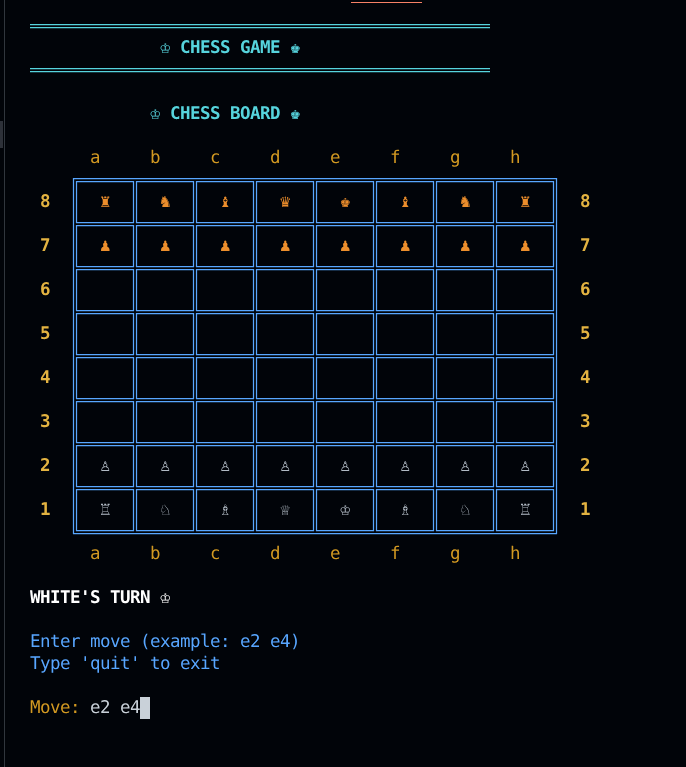 ♔ CHESS GAME ♚
♔ CHESS BOARD ♚
a b c d e f g h
8 ♜ ♞ ♝ ♛ ♚ ♝ ♞ ♜ 8
7 ♟ ♟ ♟ ♟ ♟ ♟ ♟ ♟ 7
6 6
5 5
4 4
3 3
2 ♙ ♙ ♙ ♙ ♙ ♙ ♙ ♙ 2
1 ♖ ♘ ♗ ♕ ♔ ♗ ♘ ♖ 1
a b c d e f g h
WHITE'S TURN ♔
Enter move (example: e2 e4)
Type 'quit' to exit
Move: e2 e4